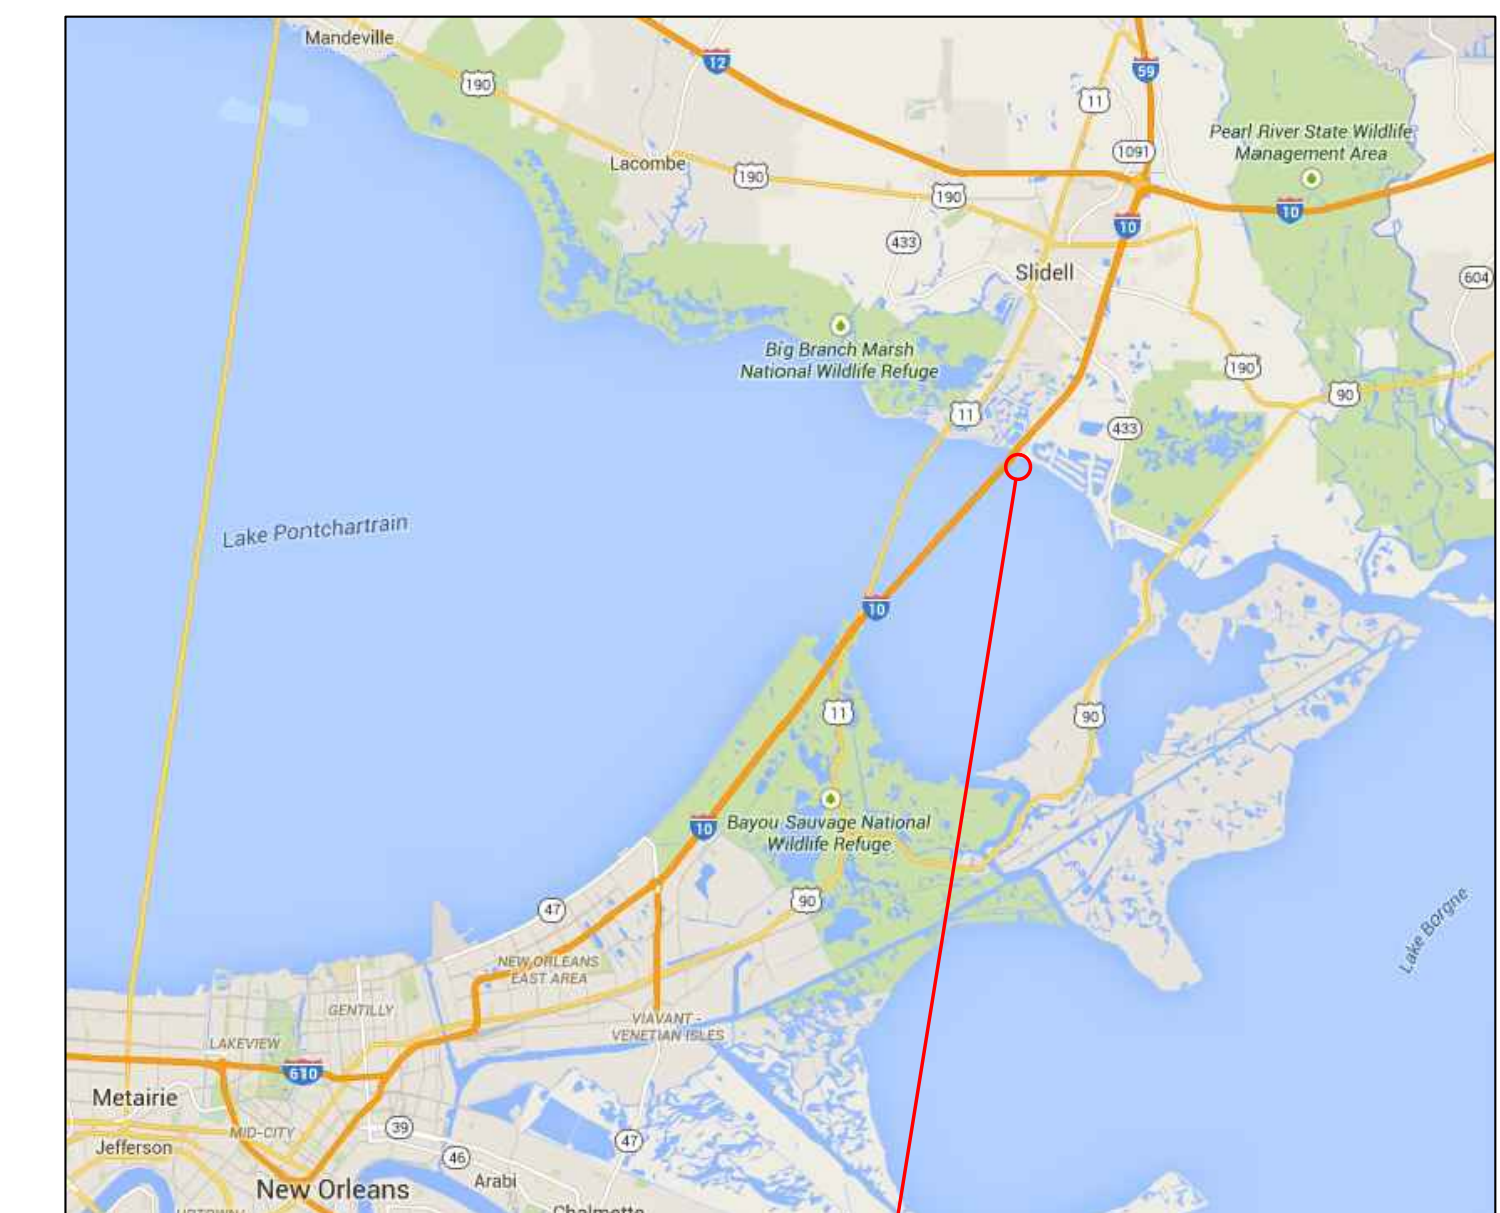 Mandeville
12
59
190
11
Pearl River State Wildlife
Management Area
1091
Lacombe
190
190
10
10
433
Slidell
604
Big Branch Marsh
National Wildlife Refuge
190
90
11
433
Lake Pontchartrain
10
11
90
10
Bayou Sauvage National
Wildlife Refuge
90
47
Lake Borgne
NEW ORLEANS
EAST AREA
GENTILLY
VIAVANT -
VENETIAN ISLES
LAKEVIEW
610
Metairie
39
MID-CITY
47
Jefferson
46
Arabi
New Orleans
Chalmette
UPTOWN